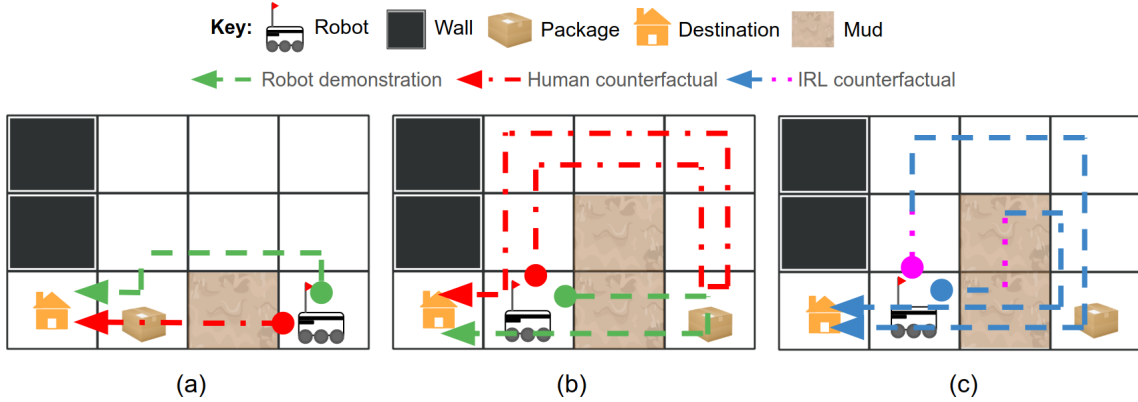 Key: Robot Wall Package Destination Mud
Robot demonstration Human counterfactual IRL counterfactual
(a) (b) (c)